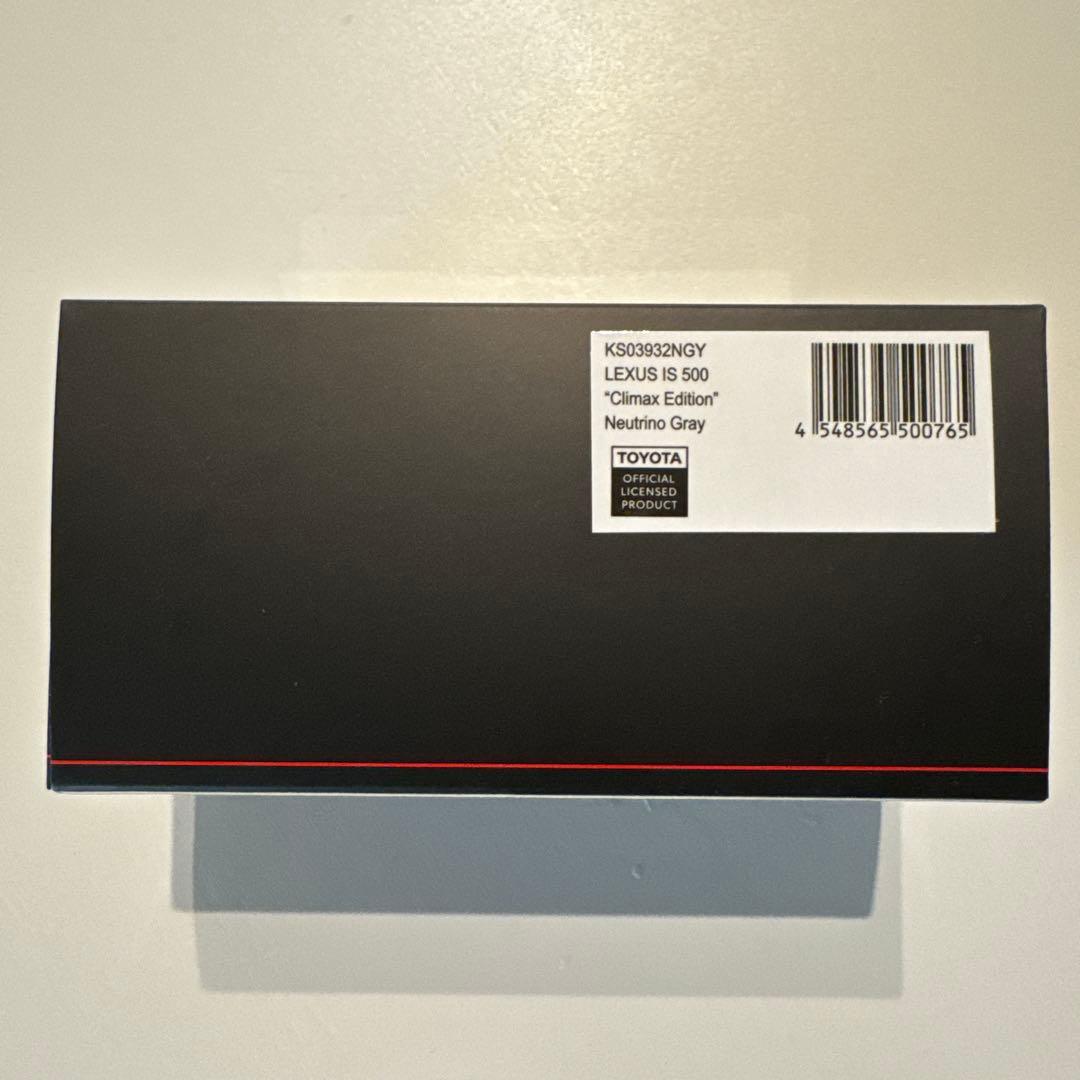 KS03932NGY
LEXUS IS 500
“Climax Edition”
Neutrino Gray
4 548565 500765
TOYOTA
OFFICIAL
LICENSED
PRODUCT